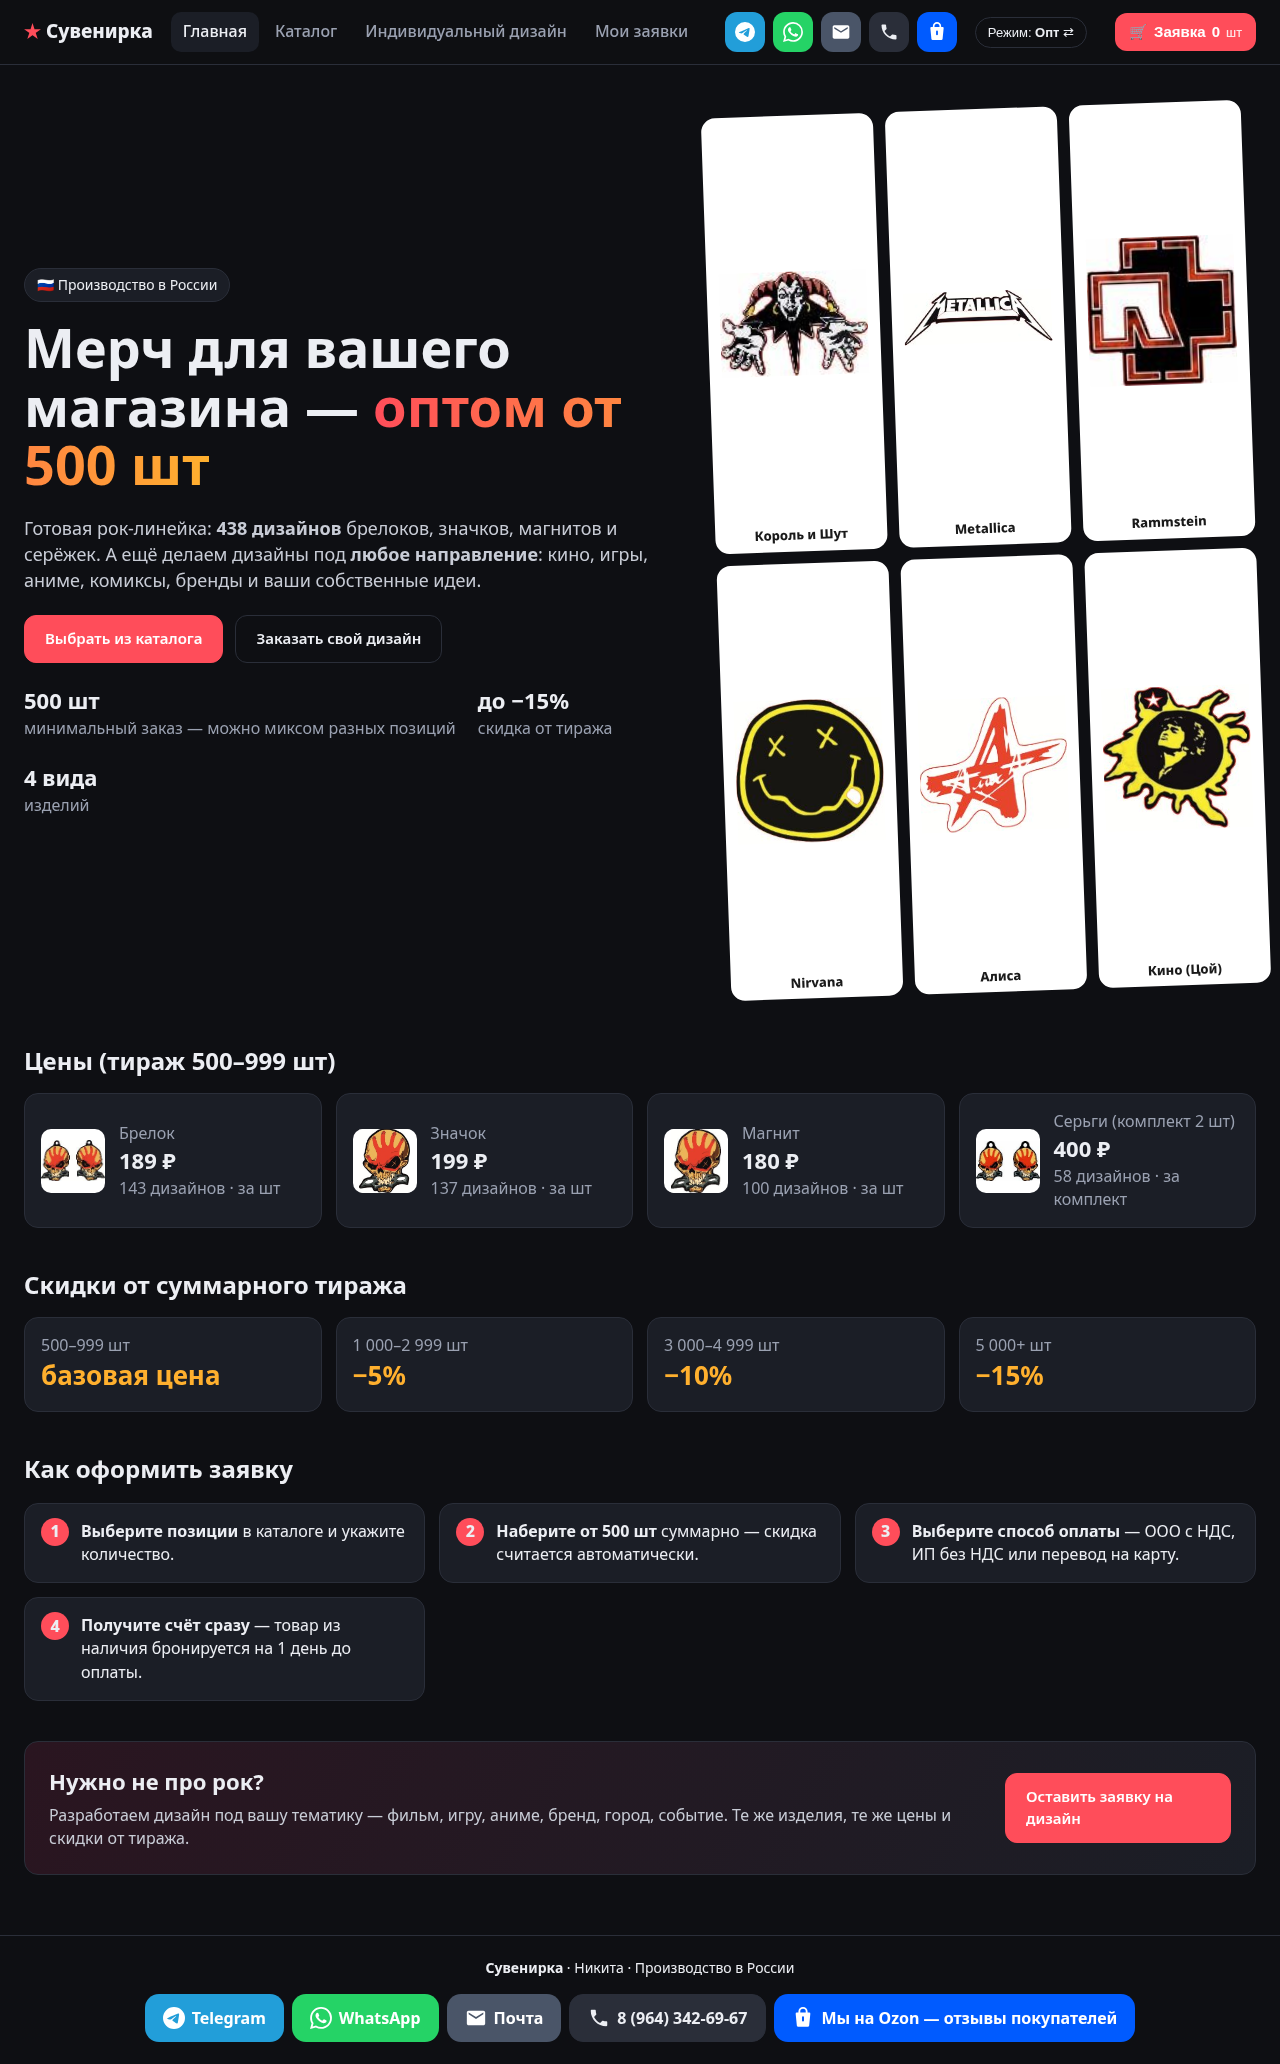 ★ Сувенирка
Главная
Каталог
Индивидуальный дизайн
Мои заявки
Режим: Опт ⇄
🛒 Заявка 0 шт
🇷🇺 Производство в России
Мерч для вашего
магазина — оптом от
500 шт
Готовая рок-линейка: 438 дизайнов брелоков, значков, магнитов и
серёжек. А ещё делаем дизайны под любое направление: кино, игры,
аниме, комиксы, бренды и ваши собственные идеи.
Выбрать из каталога
Заказать свой дизайн
500 шт
минимальный заказ — можно миксом разных позиций
до −15%
скидка от тиража
4 вида
изделий
Король и Шут
METALLICA
Metallica
Rammstein
Nirvana
Алиса
Алиса
Кино (Цой)
Цены (тираж 500–999 шт)
Брелок
189 ₽
143 дизайнов · за шт
Значок
199 ₽
137 дизайнов · за шт
Магнит
180 ₽
100 дизайнов · за шт
Серьги (комплект 2 шт)
400 ₽
58 дизайнов · за
комплект
Скидки от суммарного тиража
500–999 шт
базовая цена
1 000–2 999 шт
−5%
3 000–4 999 шт
−10%
5 000+ шт
−15%
Как оформить заявку
1 Выберите позиции в каталоге и укажите
количество.
2 Наберите от 500 шт суммарно — скидка
считается автоматически.
3 Выберите способ оплаты — ООО с НДС,
ИП без НДС или перевод на карту.
4 Получите счёт сразу — товар из
наличия бронируется на 1 день до
оплаты.
Нужно не про рок?
Разработаем дизайн под вашу тематику — фильм, игру, аниме, бренд, город, событие. Те же изделия, те же цены и
скидки от тиража.
Оставить заявку на
дизайн
Сувенирка · Никита · Производство в России
Telegram
WhatsApp
Почта
8 (964) 342-69-67
Мы на Ozon — отзывы покупателей